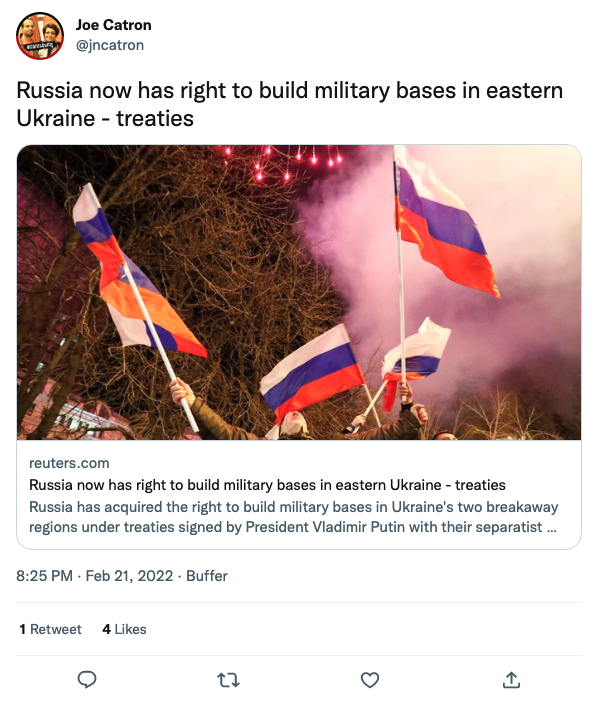 Joe Catron
@jncatron
Russia now has right to build military bases in eastern
Ukraine - treaties
reuters.com
Russia now has right to build military bases in eastern Ukraine - treaties
Russia has acquired the right to build military bases in Ukraine's two breakaway
regions under treaties signed by President Vladimir Putin with their separatist ...
8:25 PM · Feb 21, 2022 · Buffer
1 Retweet 4 Likes